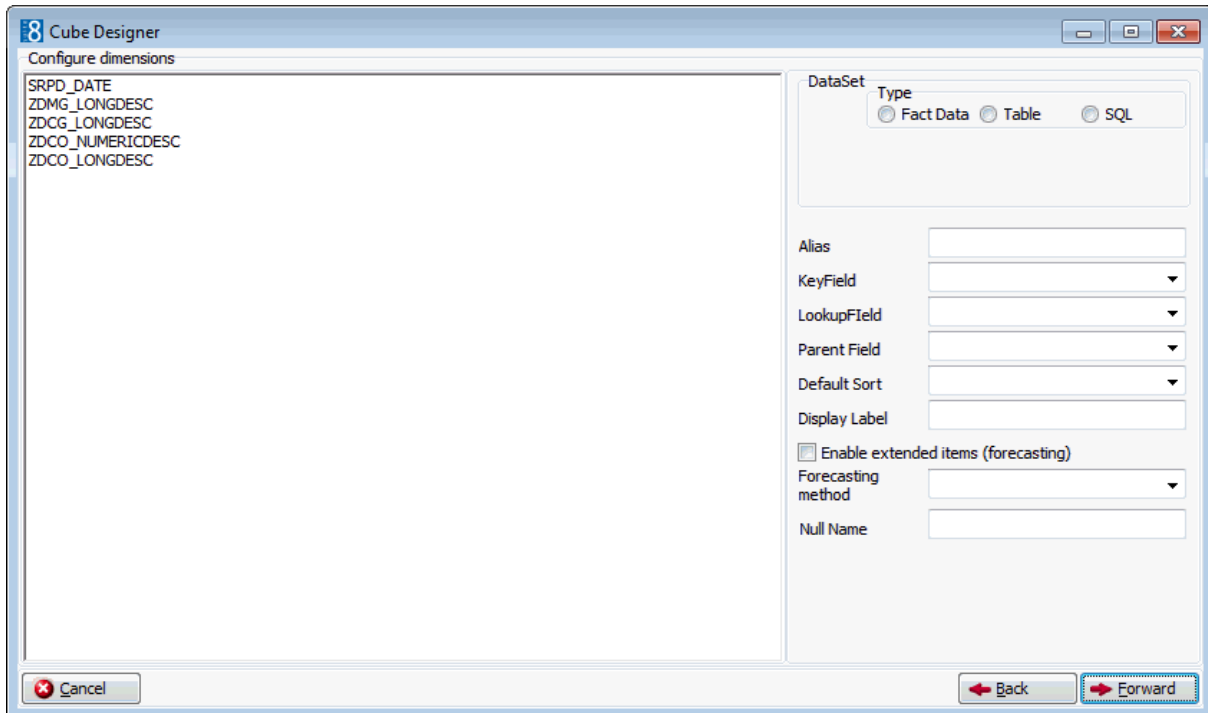 8 Cube Designer
Configure dimensions
SRPD_DATE
ZDMG_LONGDESC
ZDCG_LONGDESC
ZDCO_NUMERICDESC
ZDCO_LONGDESC
DataSet
Type
Fact Data Table SQL
Alias
KeyField
LookupFIeld
Parent Field
Default Sort
Display Label
Enable extended items (forecasting)
Forecasting
method
Null Name
Cancel Back Forward